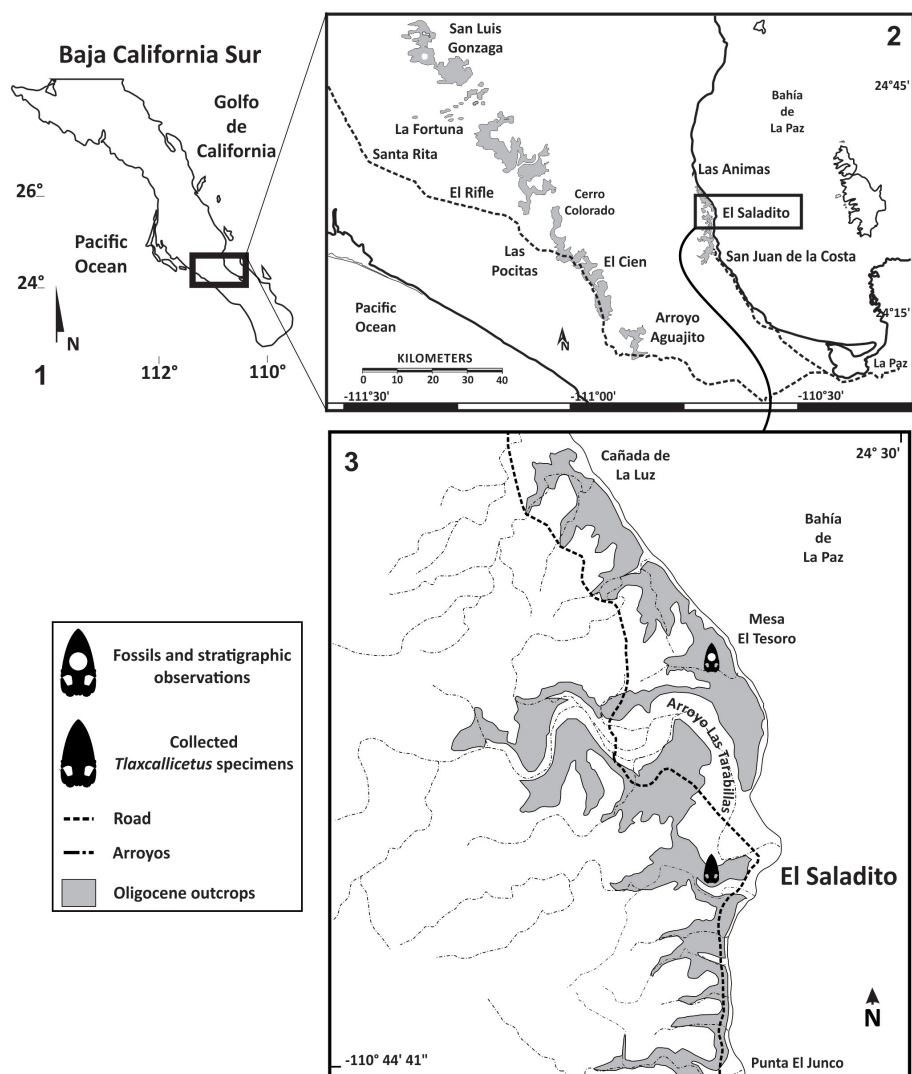 Baja California Sur
Golfo
de
California
26°
Pacific
Ocean
24°
N
112°
110°
1
2
San Luis
Gonzaga
24°45'
Bahía
de
La Paz
La Fortuna
Santa Rita
Las Animas
El Rifle
Cerro
Colorado
El Saladito
Las
Pocitas
El Cien
San Juan de la Costa
Pacific
Ocean
Arroyo
Aguajito
24°15'
N
La Paz
KILOMETERS
0 10 20 30 40
-111°30'
-111°00'
-110°30'
3
Cañada de
La Luz
24° 30'
Bahía
de
La Paz
Mesa
El Tesoro
Arroyo Las Tarabillas
El Saladito
N
-110° 44' 41"
Punta El Junco
Fossils and stratigraphic
observations
Collected
Tlaxcallicetus specimens
Road
Arroyos
Oligocene outcrops